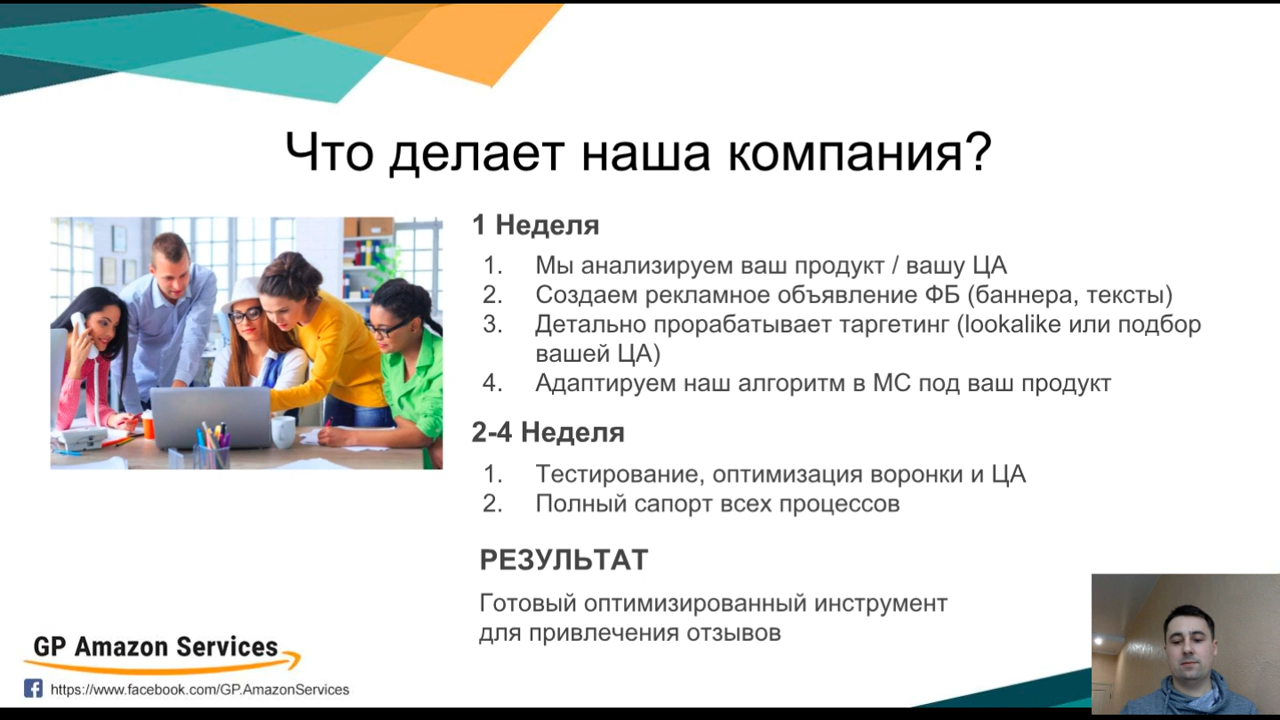 Что делает наша компания?
1 Неделя
1. Мы анализируем ваш продукт / вашу ЦА
2. Создаем рекламное объявление ФБ (баннера, тексты)
3. Детально прорабатывает таргетинг (lookalike или подбор
вашей ЦА)
4. Адаптируем наш алгоритм в МС под ваш продукт
2-4 Неделя
1. Тестирование, оптимизация воронки и ЦА
2. Полный сапорт всех процессов
РЕЗУЛЬТАТ
Готовый оптимизированный инструмент
для привлечения отзывов
GP Amazon Services
https://www.facebook.com/GP.AmazonServices